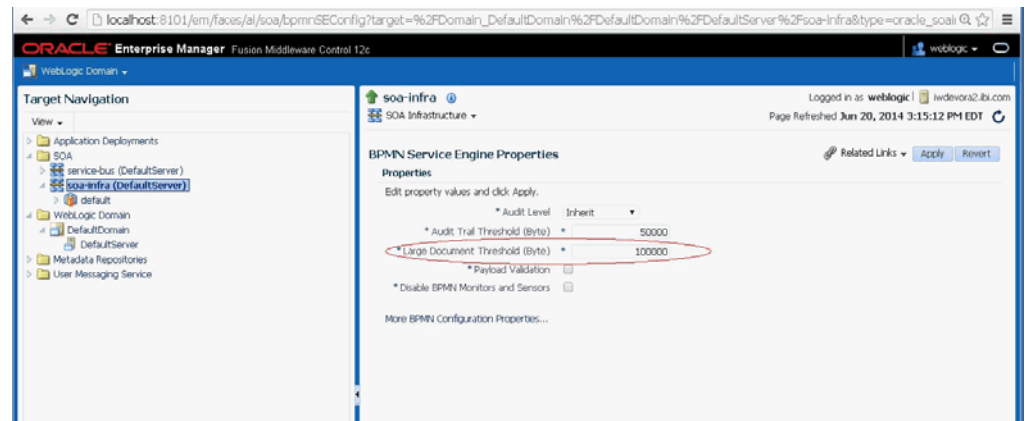 localhost:8101/em/faces/ai/soa/bpmnSEConfig?target=%2FDomain_DefaultDomain%2FDefaultDomain%2FDefaultServer%2Fsoa-infra&type=oracle_soai
ORACLE Enterprise Manager Fusion Middleware Control 12c
weblogic
WebLogic Domain
Target Navigation
View
Application Deployments
SOA
service-bus (DefaultServer)
soa-infra (DefaultServer)
default
WebLogic Domain
DefaultDomain
DefaultServer
Metadata Repositories
User Messaging Service
soa-infra
Logged in as weblogic | iwdevora2.ibi.com
SOA Infrastructure
Page Refreshed Jun 20, 2014 3:15:12 PM EDT
BPMN Service Engine Properties
Related Links Apply Revert
Properties
Edit property values and click Apply.
* Audit Level Inherit
* Audit Trail Threshold (Byte) * 50000
* Large Document Threshold (Byte) * 100000
* Payload Validation
* Disable BPMN Monitors and Sensors
More BPMN Configuration Properties...